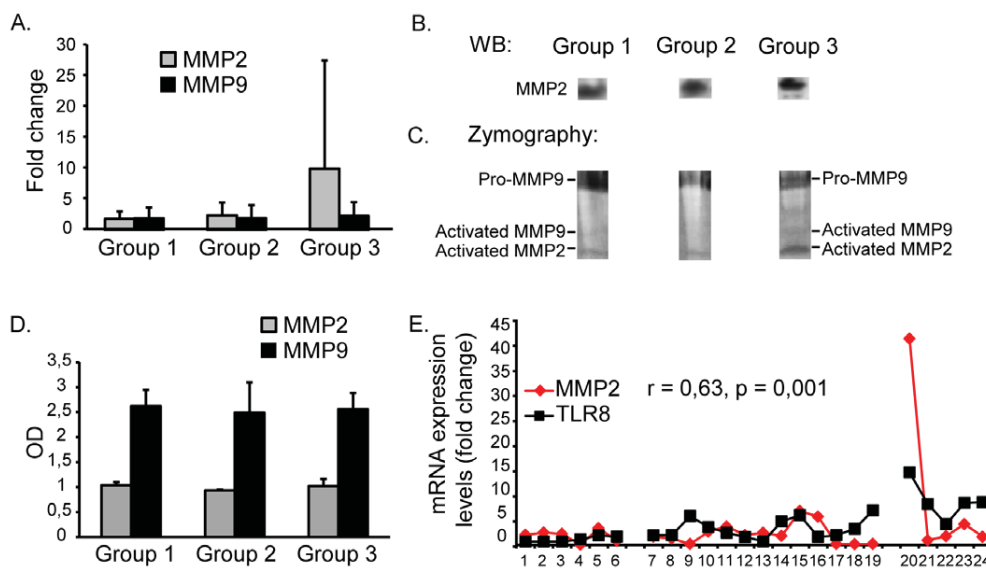 A.
30
25
20
15
10
5
0
Fold change
MMP2
MMP9
Group 1 Group 2 Group 3
B.
WB: Group 1 Group 2 Group 3
MMP2
C. Zymography:
Pro-MMP9 Pro-MMP9
Activated MMP9 Activated MMP9
Activated MMP2 Activated MMP2
D.
MMP2
MMP9
3,5
3
2,5
2
1,5
1
0,5
0
OD
Group 1 Group 2 Group 3
E.
mRNA expression
levels (fold change)
45
40
35
30
25
20
15
10
5
0
MMP2 r = 0,63, p = 0,001
TLR8
1 2 3 4 5 6 7 8 9 10 11 12 13 14 15 16 17 18 19 20 21 22 23 24